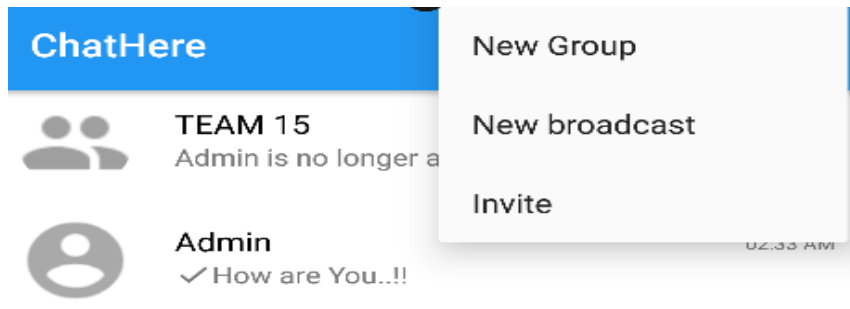 ChatHere
New Group
TEAM 15
New broadcast
Admin is no longer a
Invite
Admin
02:33 AM
How are You..!!